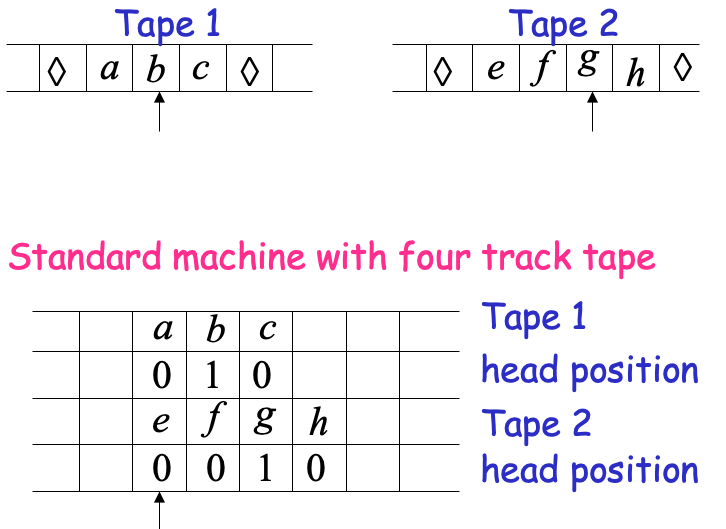 Tape 1 Tape 2
◊ a b c ◊ ◊ e f g h ◊
Standard machine with four track tape
a b c Tape 1
0 1 0 head position
e f g h Tape 2
0 0 1 0 head position